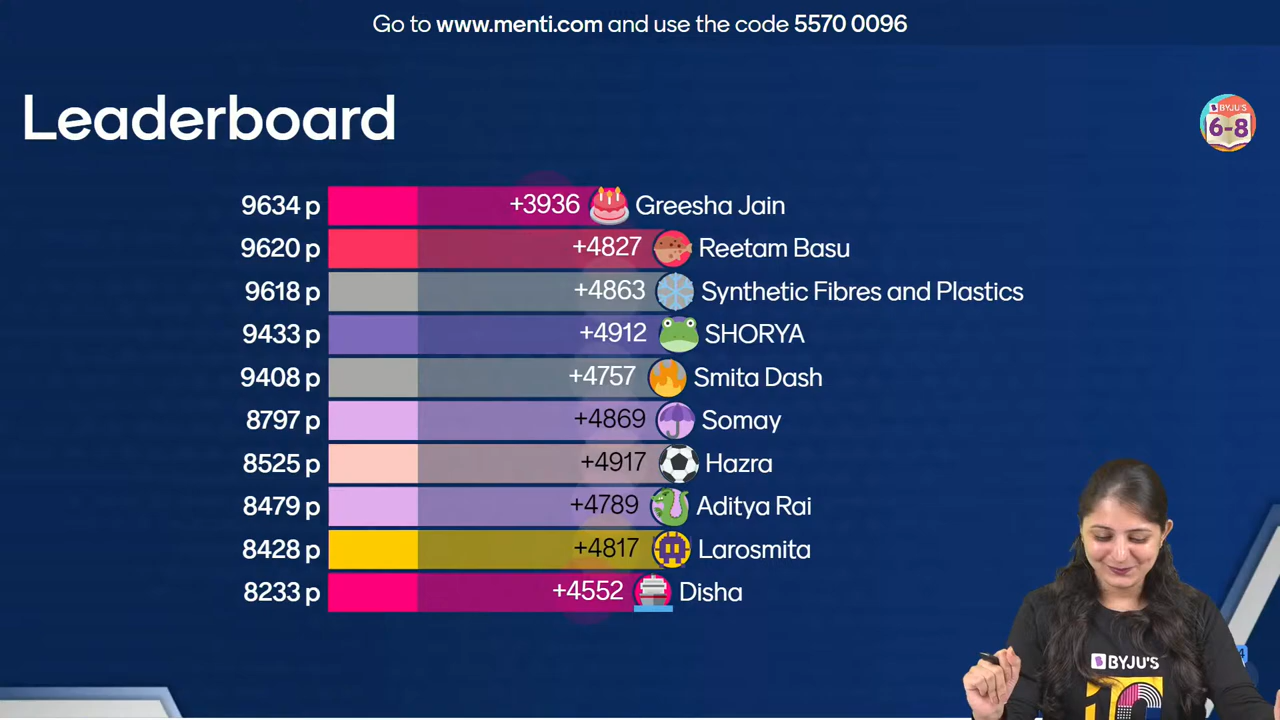 Go to www.menti.com and use the code 5570 0096
Leaderboard
BYJU'S
6-8
9634 p +3936 Greesha Jain
9620 p +4827 Reetam Basu
9618 p +4863 Synthetic Fibres and Plastics
9433 p +4912 SHORYA
9408 p +4757 Smita Dash
8797 p +4869 Somay
8525 p +4917 Hazra
8479 p +4789 Aditya Rai
8428 p +4817 Larosmita
8233 p +4552 Disha
BYJU'S